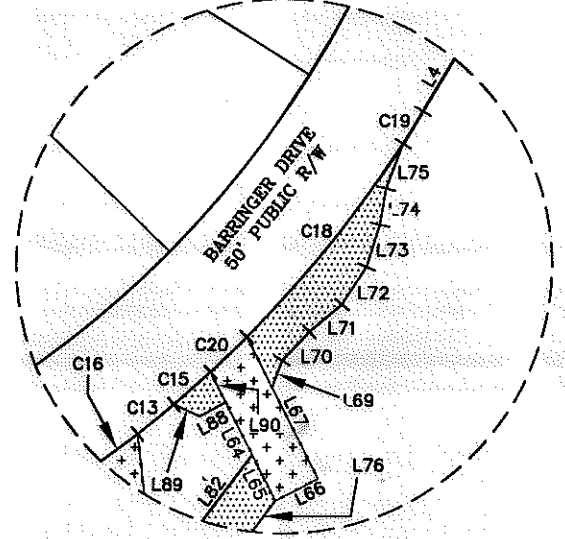 L4
C19
BARRINGER DRIVE
50' PUBLIC R/W
L75
L74
C18
L73
L72
L71
C20
L70
C16
C15
L69
C13
L67
L88
L90
L64
L89
L76
L82
L65
L66